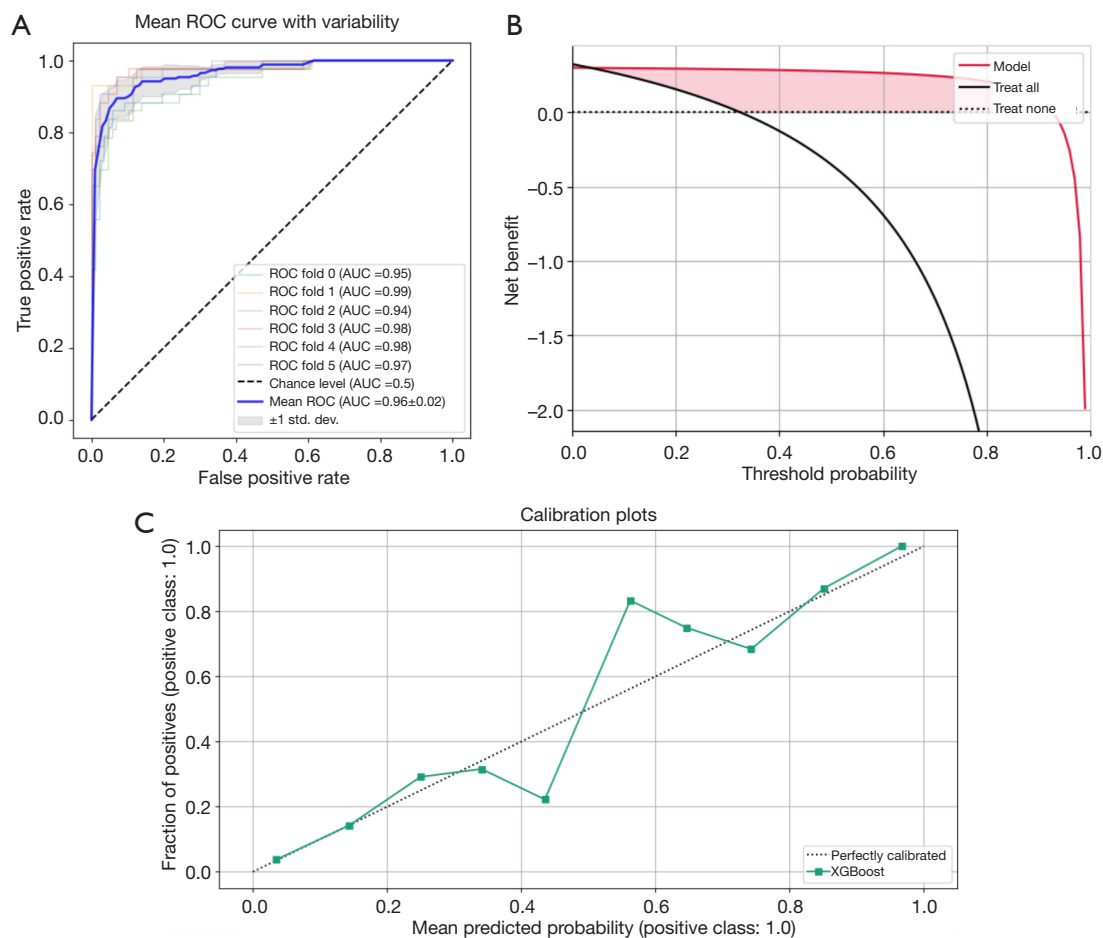 A
Mean ROC curve with variability
True positive rate
1.0
0.8
0.6
0.4
0.2
0.0
ROC fold 0 (AUC =0.95)
ROC fold 1 (AUC =0.99)
ROC fold 2 (AUC =0.94)
ROC fold 3 (AUC =0.98)
ROC fold 4 (AUC =0.98)
ROC fold 5 (AUC =0.97)
Chance level (AUC =0.5)
Mean ROC (AUC =0.96±0.02)
±1 std. dev.
0.0 0.2 0.4 0.6 0.8 1.0
False positive rate
B
Net benefit
0.0
−0.5
−1.0
−1.5
−2.0
Model
Treat all
Treat none
0.0 0.2 0.4 0.6 0.8 1.0
Threshold probability
C
Calibration plots
Fraction of positives (positive class: 1.0)
1.0
0.8
0.6
0.4
0.2
0.0
Perfectly calibrated
XGBoost
0.0 0.2 0.4 0.6 0.8 1.0
Mean predicted probability (positive class: 1.0)